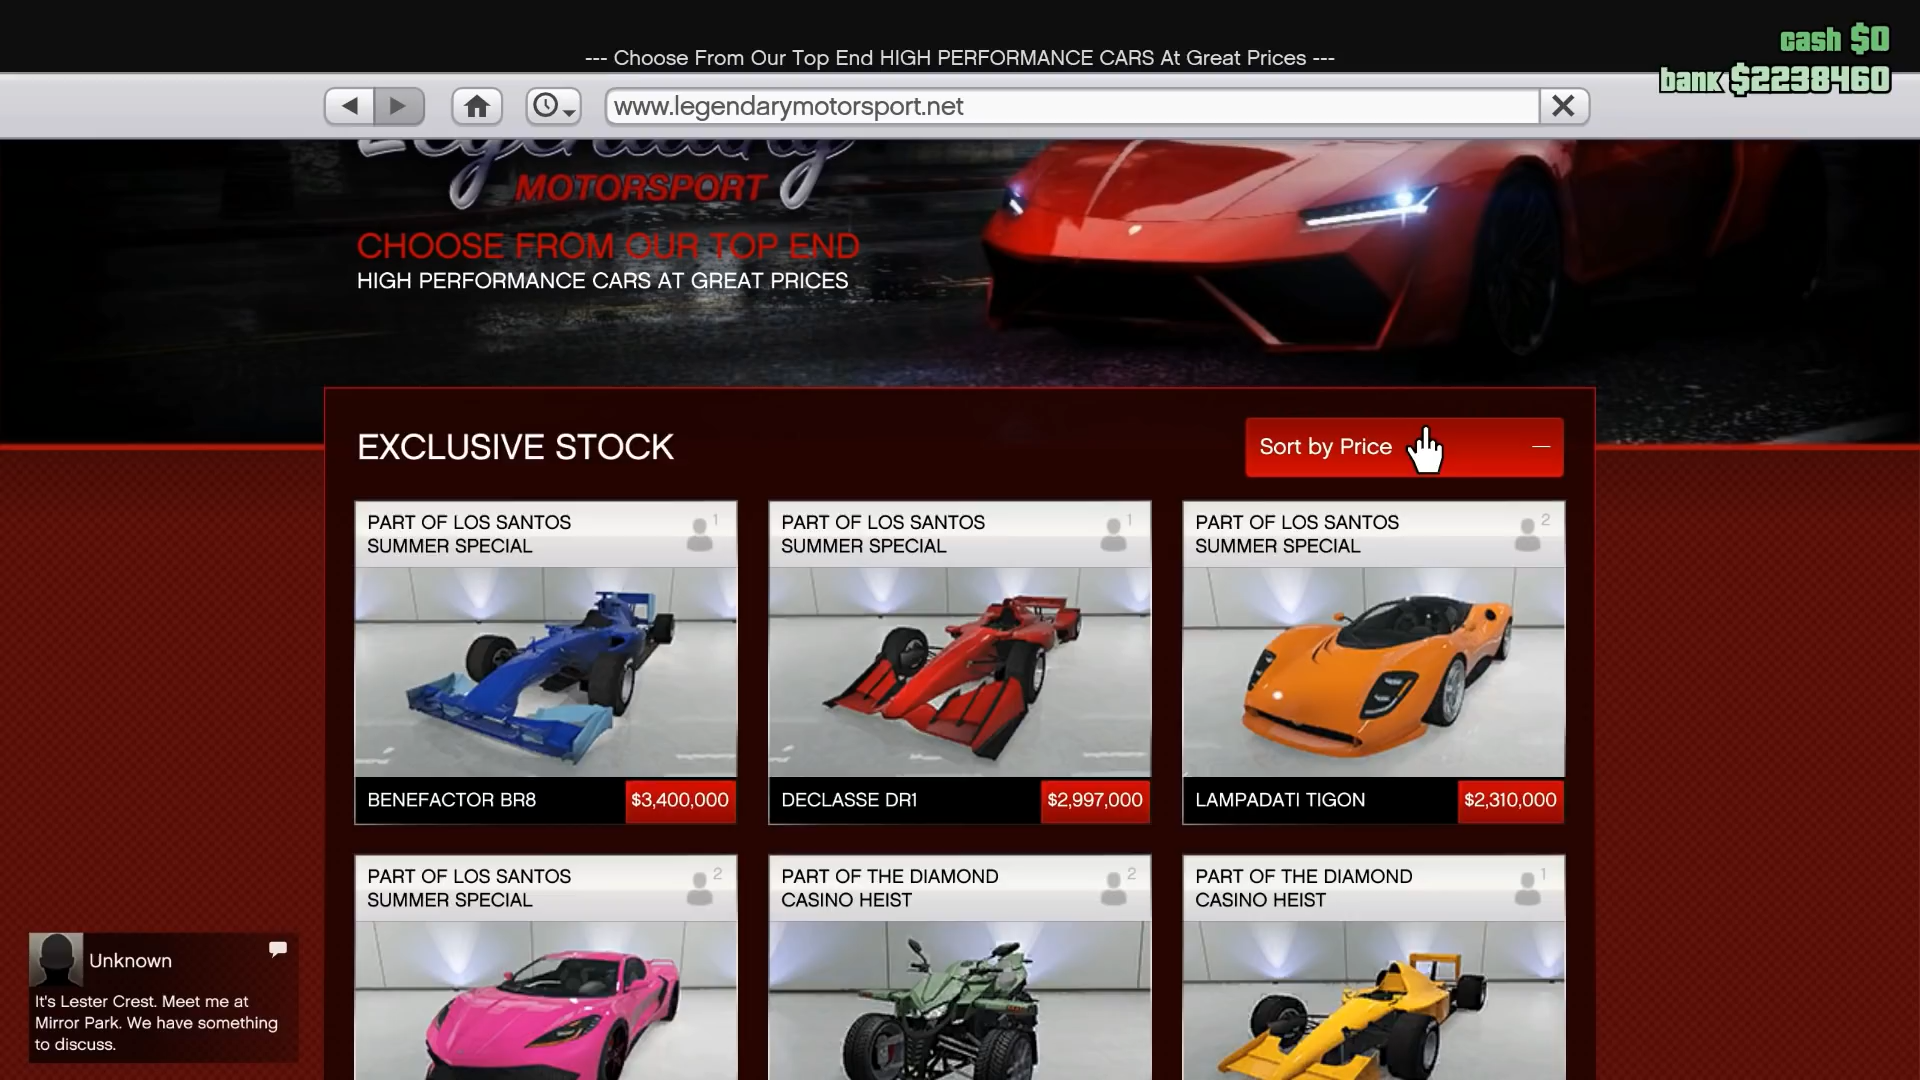 --- Choose From Our Top End HIGH PERFORMANCE CARS At Great Prices ---
cash $0
bank $2238460
www.legendarymotorsport.net
Legendary
MOTORSPORT
CHOOSE FROM OUR TOP END
HIGH PERFORMANCE CARS AT GREAT PRICES
EXCLUSIVE STOCK
Sort by Price
PART OF LOS SANTOS
SUMMER SPECIAL
1
BENEFACTOR BR8
$3,400,000
PART OF LOS SANTOS
SUMMER SPECIAL
1
DECLASSE DR1
$2,997,000
PART OF LOS SANTOS
SUMMER SPECIAL
2
LAMPADATI TIGON
$2,310,000
PART OF LOS SANTOS
SUMMER SPECIAL
2
PART OF THE DIAMOND
CASINO HEIST
2
PART OF THE DIAMOND
CASINO HEIST
1
Unknown
It's Lester Crest. Meet me at
Mirror Park. We have something
to discuss.